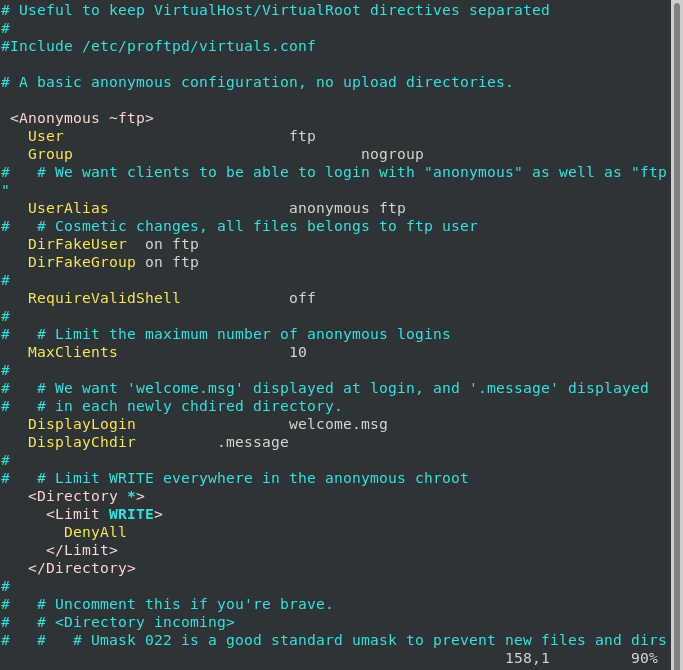 # Useful to keep VirtualHost/VirtualRoot directives separated
#
#Include /etc/proftpd/virtuals.conf

# A basic anonymous configuration, no upload directories.

 <Anonymous ~ftp>
   User                         ftp
   Group                                nogroup
#   # We want clients to be able to login with "anonymous" as well as "ftp
"
   UserAlias                    anonymous ftp
#   # Cosmetic changes, all files belongs to ftp user
   DirFakeUser  on ftp
   DirFakeGroup on ftp
#
   RequireValidShell            off
#
#   # Limit the maximum number of anonymous logins
   MaxClients                   10
#
#   # We want 'welcome.msg' displayed at login, and '.message' displayed
#   # in each newly chdired directory.
   DisplayLogin                 welcome.msg
   DisplayChdir         .message
#
#   # Limit WRITE everywhere in the anonymous chroot
   <Directory *>
     <Limit WRITE>
       DenyAll
     </Limit>
   </Directory>
#
#   # Uncomment this if you're brave.
#   # <Directory incoming>
#   #   # Umask 022 is a good standard umask to prevent new files and dirs
                                                        158,1         90%